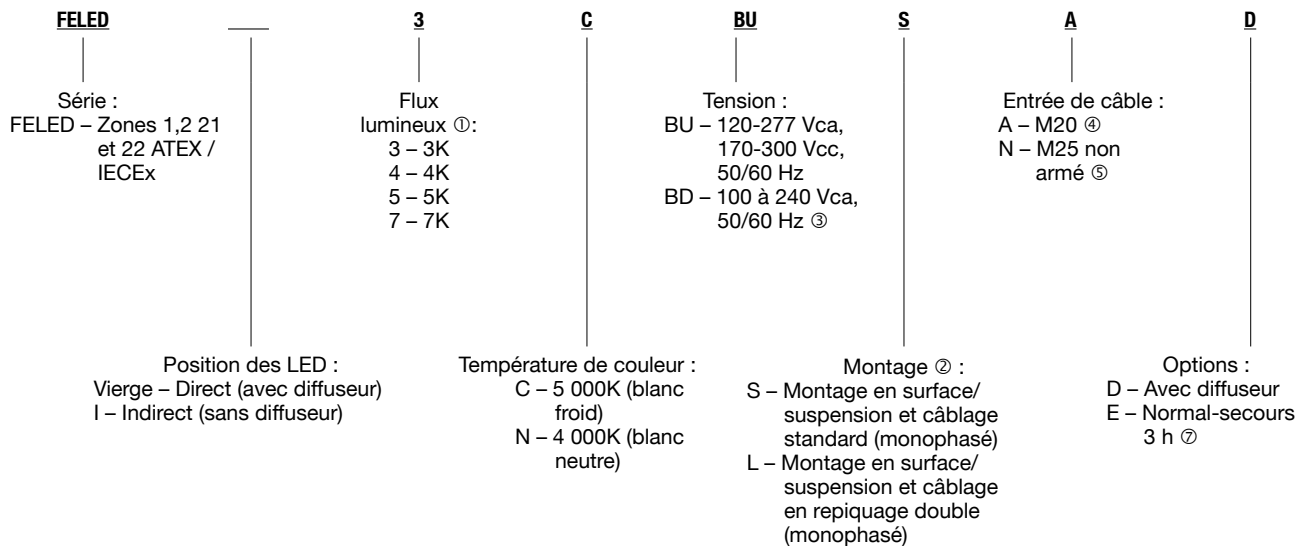 FELED ___ 3 C BU S A D
Série :
FELED – Zones 1,2 21
et 22 ATEX /
IECEx
Flux
lumineux ①:
3 – 3K
4 – 4K
5 – 5K
7 – 7K
Tension :
BU – 120-277 Vca,
170-300 Vcc,
50/60 Hz
BD – 100 à 240 Vca,
50/60 Hz ③
Entrée de câble :
A – M20 ④
N – M25 non
armé ⑤
Position des LED :
Vierge – Direct (avec diffuseur)
I – Indirect (sans diffuseur)
Température de couleur :
C – 5 000K (blanc
froid)
N – 4 000K (blanc
neutre)
Montage ② :
S – Montage en surface/
suspension et câblage
standard (monophasé)
L – Montage en surface/
suspension et câblage
en repiquage double
(monophasé)
Options :
D – Avec diffuseur
E – Normal-secours
3 h ⑦